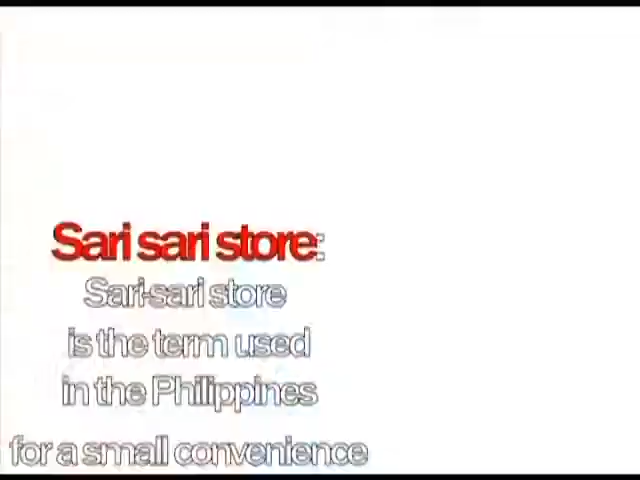 Sari sari store:
Sari-sari store
is the term used
in the Philippines
for a small convenience